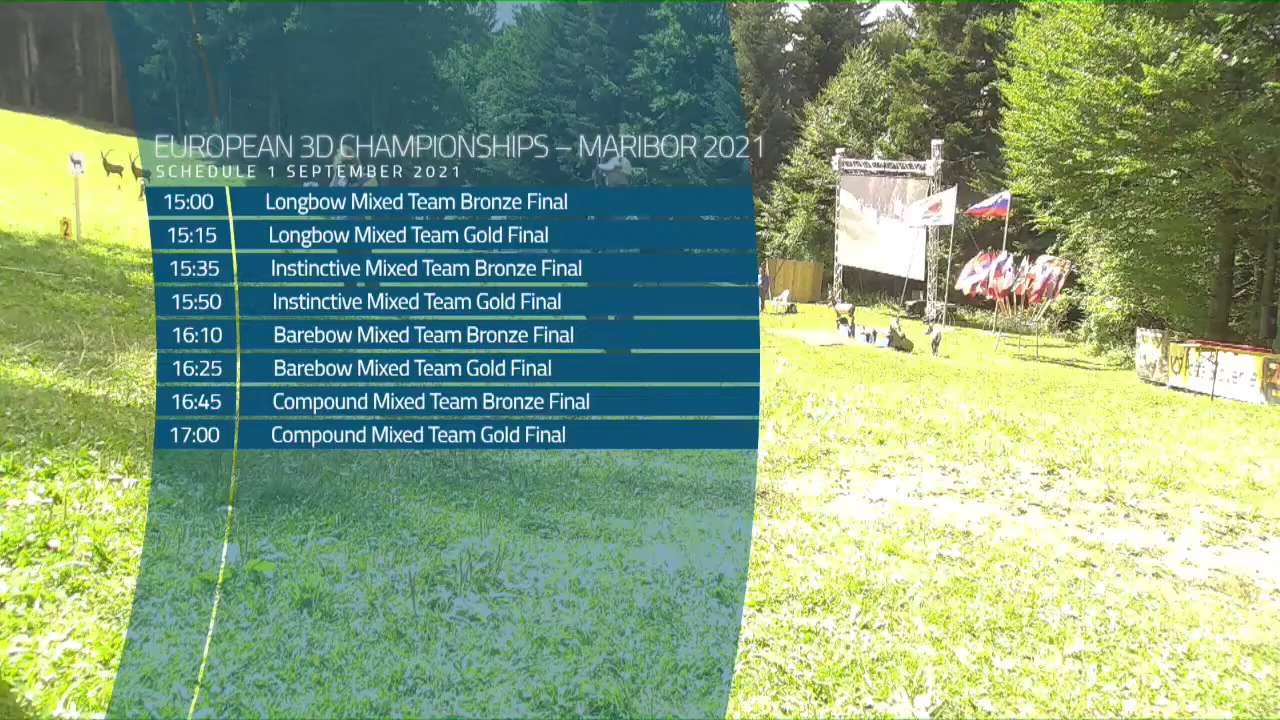 EUROPEAN 3D CHAMPIONSHIPS – MARIBOR 2021
SCHEDULE 1 SEPTEMBER 2021
15:00 Longbow Mixed Team Bronze Final
15:15 Longbow Mixed Team Gold Final
15:35 Instinctive Mixed Team Bronze Final
15:50 Instinctive Mixed Team Gold Final
16:10 Barebow Mixed Team Bronze Final
16:25 Barebow Mixed Team Gold Final
16:45 Compound Mixed Team Bronze Final
17:00 Compound Mixed Team Gold Final
2